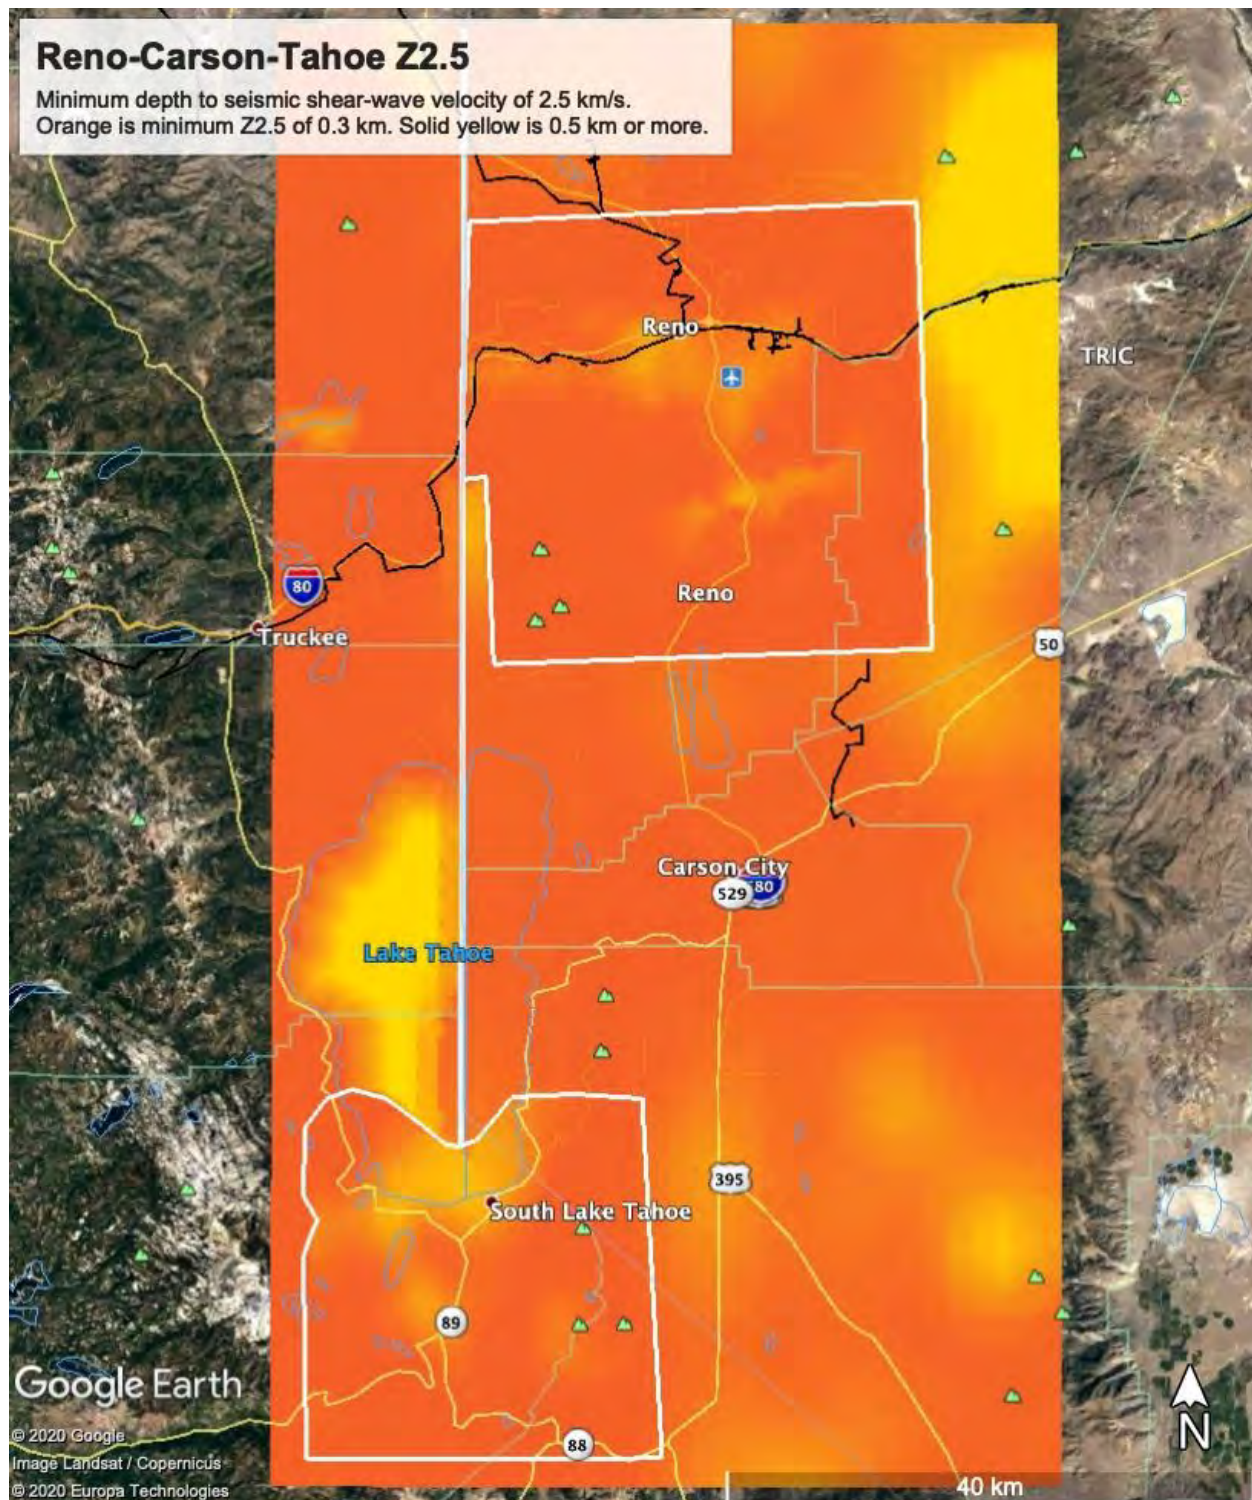 Reno-Carson-Tahoe Z2.5
Minimum depth to seismic shear-wave velocity of 2.5 km/s.
Orange is minimum Z2.5 of 0.3 km. Solid yellow is 0.5 km or more.
Reno
TRIC
80
Reno
Truckee
50
Carson City
529
80
Lake Tahoe
395
South Lake Tahoe
89
Google Earth
© 2020 Google
Image Landsat / Copernicus
© 2020 Europa Technologies
88
N
40 km